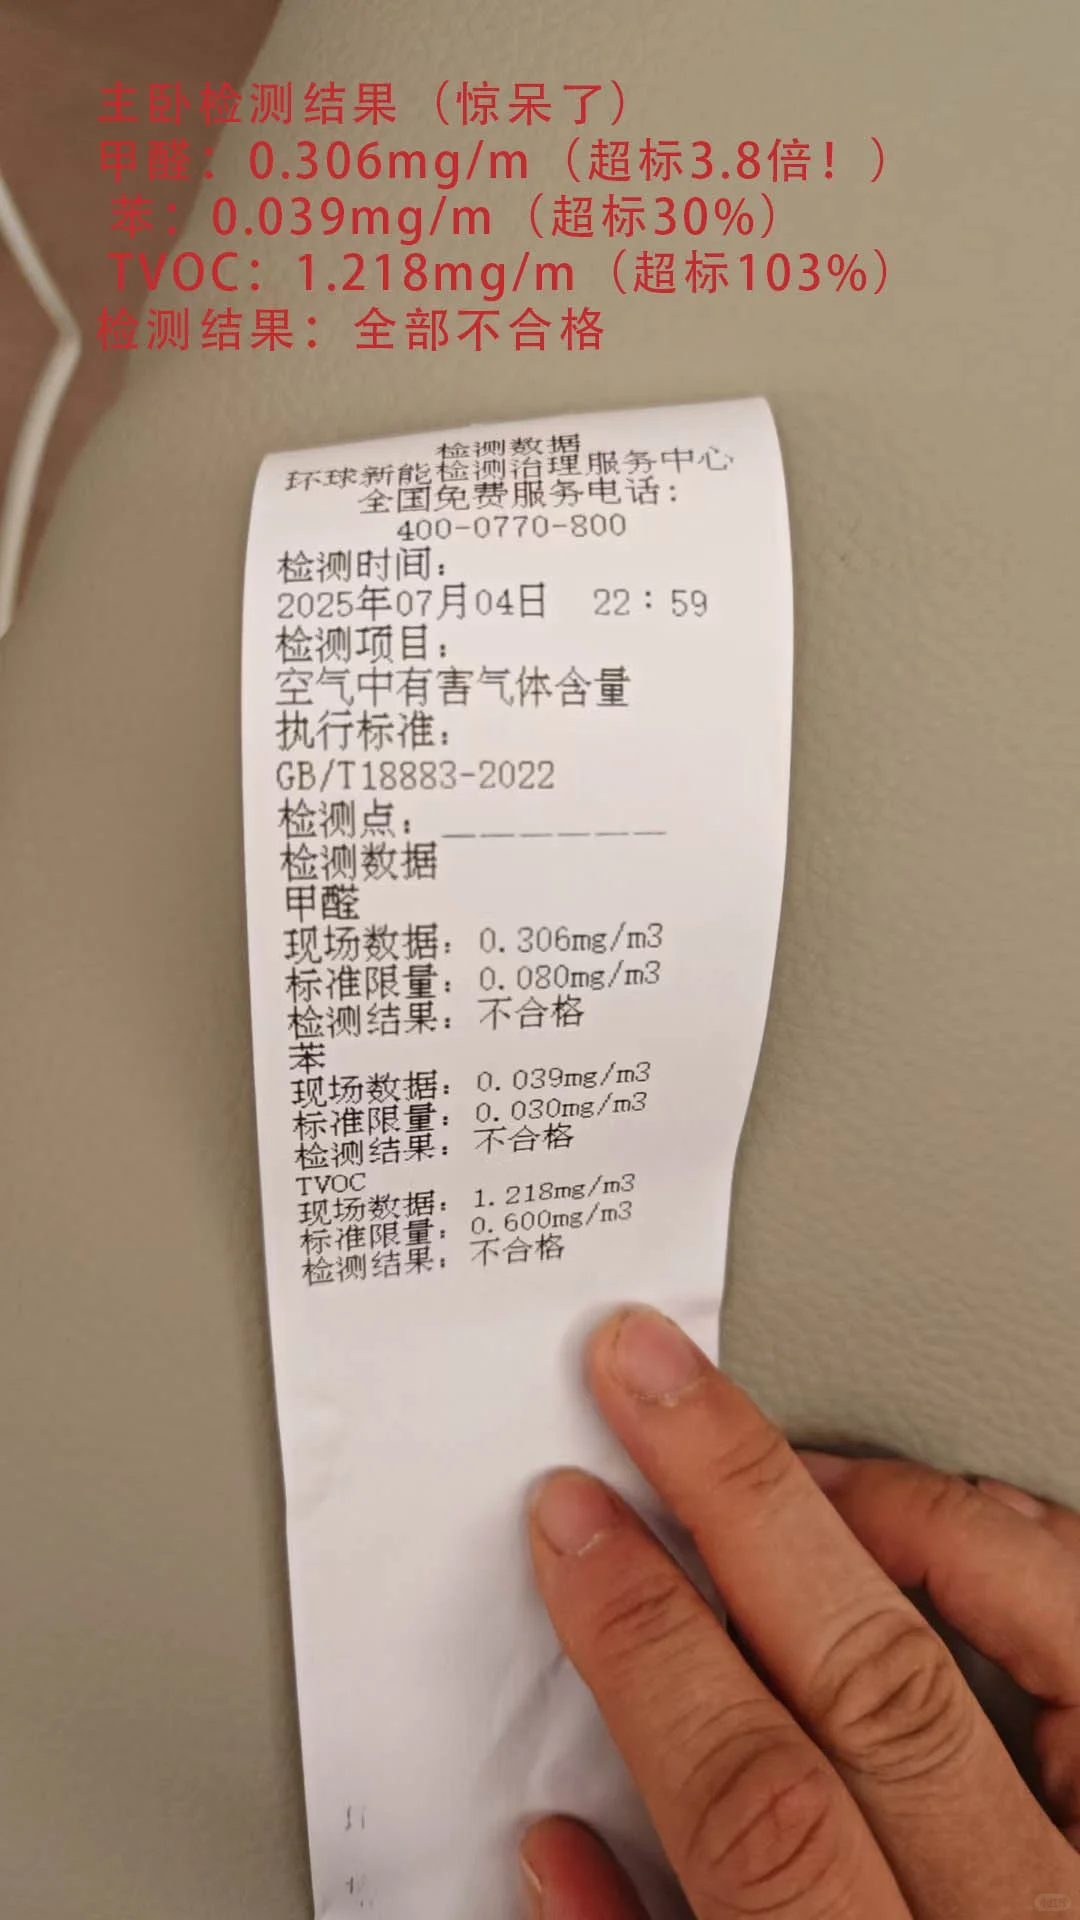 主卧检测结果（惊呆了）
甲醛：0.306mg/m（超标3.8倍！）
苯：0.039mg/m（超标30%）
TVOC：1.218mg/m（超标103%）
检测结果：全部不合格
检测数据
环球新能检测治理服务中心
全国免费服务电话：
400-0770-800
检测时间：
2025年07月04日 22：59
检测项目：
空气中有害气体含量
执行标准：
GB/T18883-2022
检测点：______
检测数据
甲醛
现场数据：0.306mg/m3
标准限量：0.080mg/m3
检测结果：不合格
苯
现场数据：0.039mg/m3
标准限量：0.030mg/m3
检测结果：不合格
TVOC
现场数据：1.218mg/m3
标准限量：0.600mg/m3
检测结果：不合格